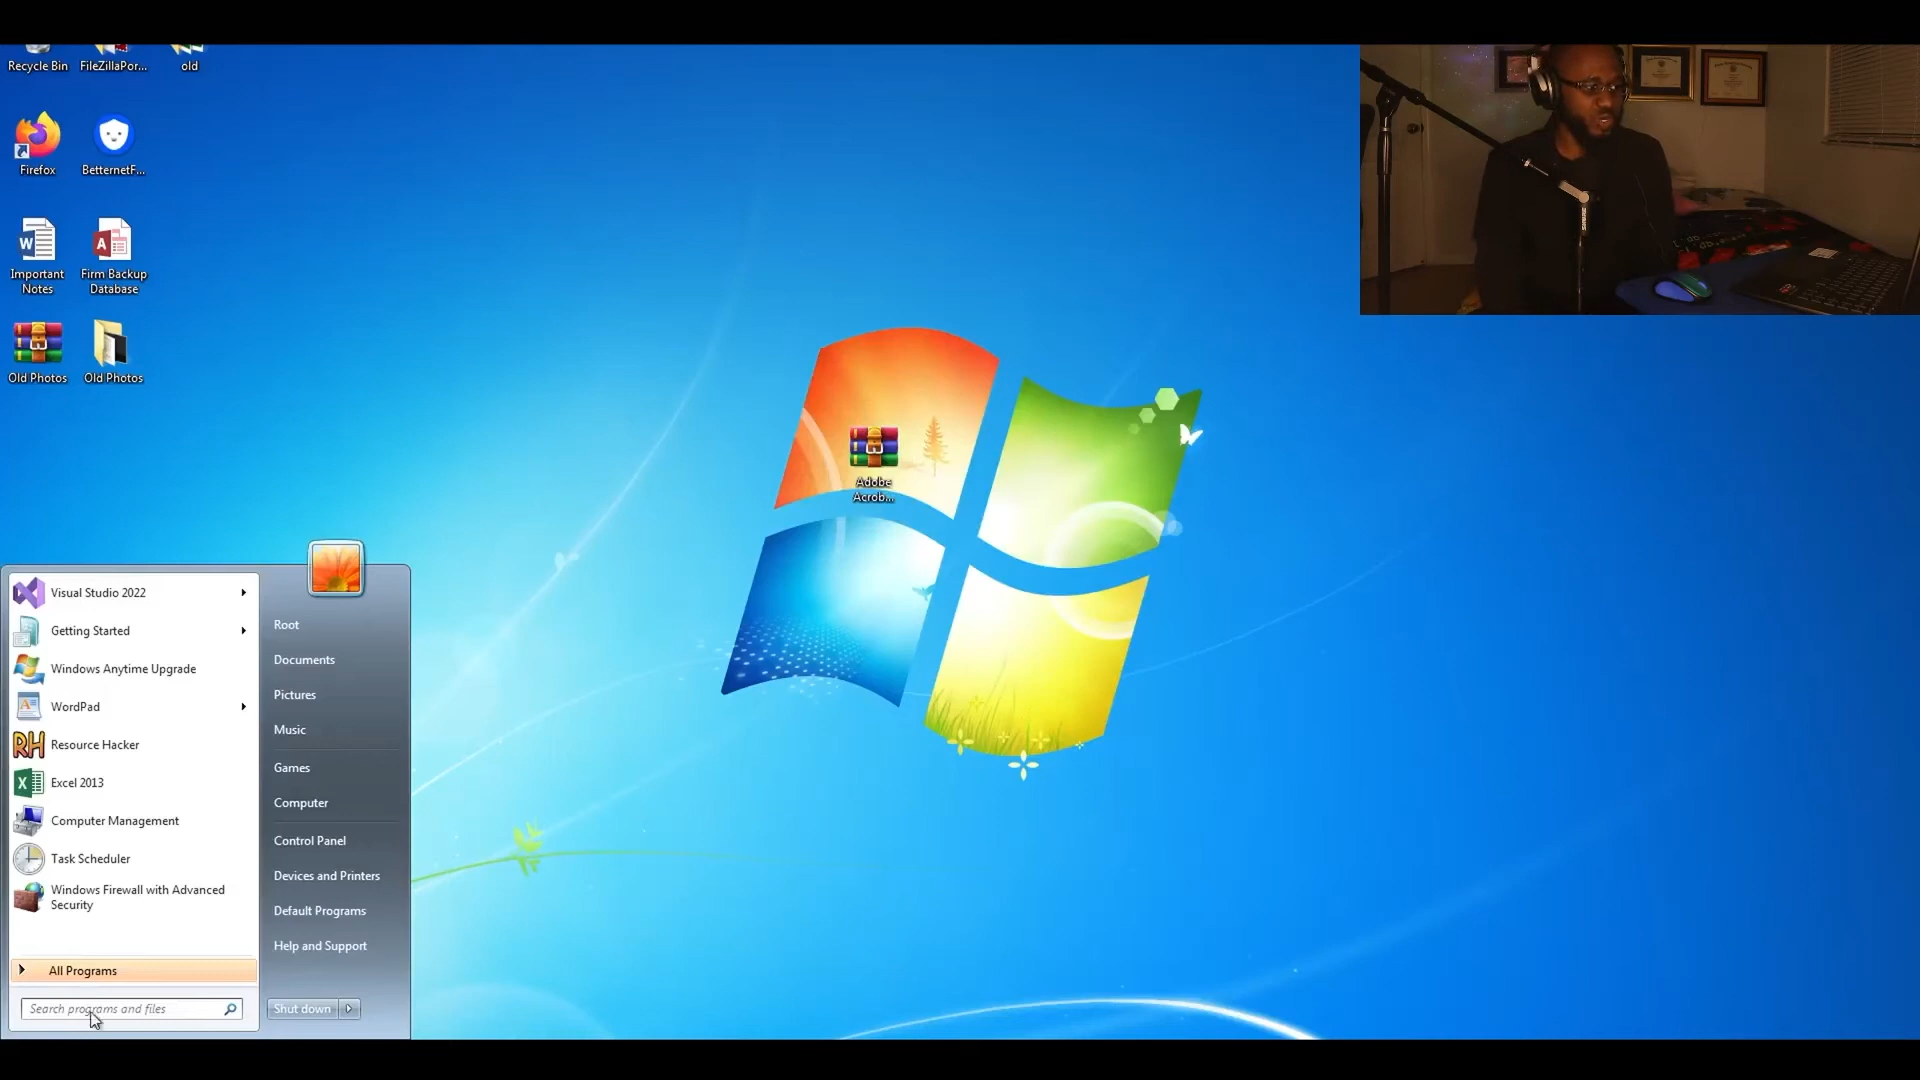 Recycle Bin
FileZillaPor...
old
Firefox
BetternetF...
Important
Notes
Firm Backup
Database
Old Photos
Old Photos
Adobe
Acrob...
Visual Studio 2022
Getting Started
Windows Anytime Upgrade
WordPad
Resource Hacker
Excel 2013
Computer Management
Task Scheduler
Windows Firewall with Advanced
Security
All Programs
Search programs and files
Root
Documents
Pictures
Music
Games
Computer
Control Panel
Devices and Printers
Default Programs
Help and Support
Shut down